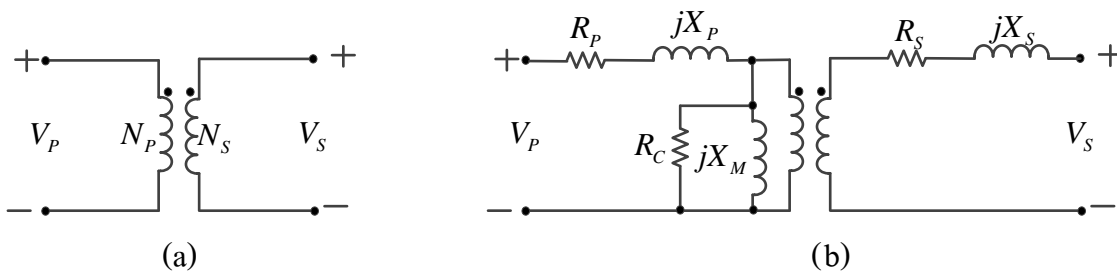 + +
V_P N_P N_S V_S
− −
(a)
R_P jX_P R_S jX_S
+ +
V_P R_C jX_M V_S
− −
(b)